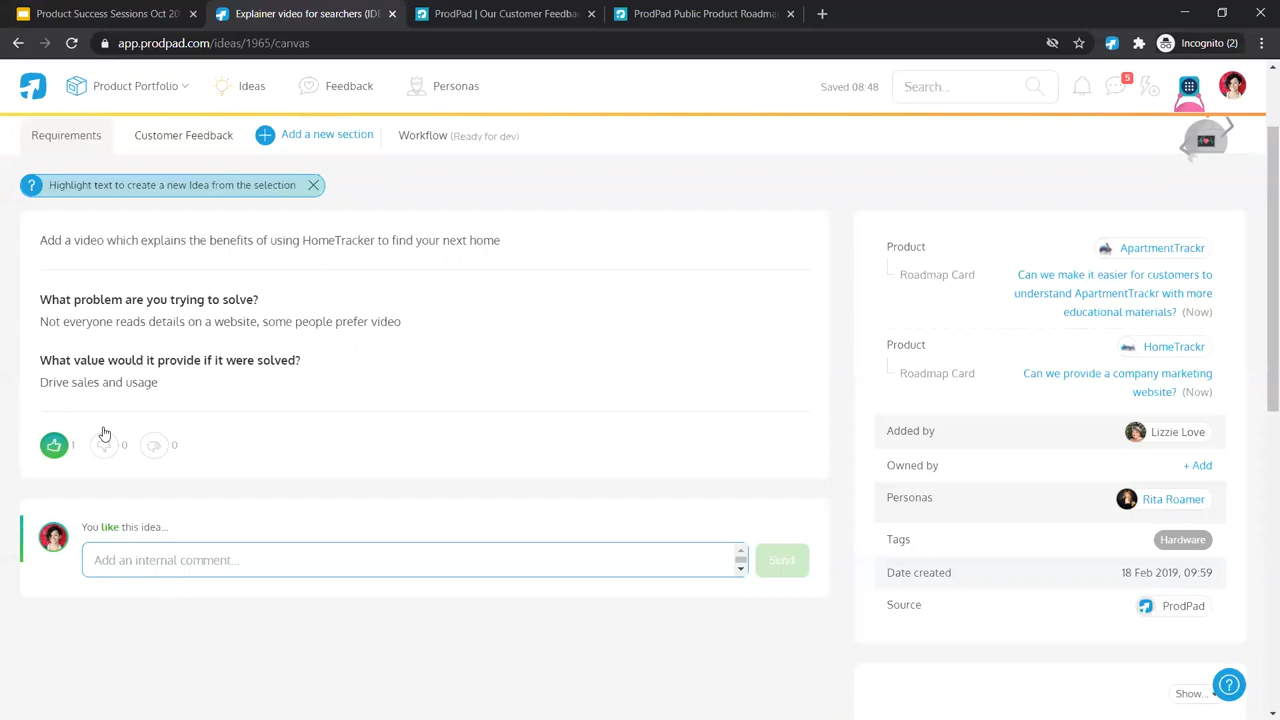 Product Success Sessions Oct 20
Explainer video for searchers (IDE
ProdPad | Our Customer Feedba
ProdPad Public Product Roadma
app.prodpad.com/ideas/1965/canvas
Incognito (2)
Product Portfolio
Ideas
Feedback
Personas
Saved 08:48
Search...
5
Requirements
Customer Feedback
Add a new section
Workflow (Ready for dev)
Highlight text to create a new Idea from the selection
Add a video which explains the benefits of using HomeTracker to find your next home
What problem are you trying to solve?
Not everyone reads details on a website, some people prefer video
What value would it provide if it were solved?
Drive sales and usage
1
0
0
You like this idea...
Add an internal comment...
Send
Product
ApartmentTrackr
Roadmap Card
Can we make it easier for customers to
understand ApartmentTrackr with more
educational materials? (Now)
Product
HomeTrackr
Roadmap Card
Can we provide a company marketing
website? (Now)
Added by
Lizzie Love
Owned by
+ Add
Personas
Rita Roamer
Tags
Hardware
Date created
18 Feb 2019, 09:59
Source
ProdPad
Show...